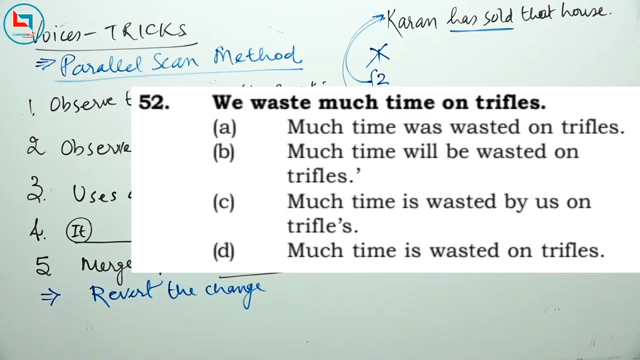 Voices - TRICKS
Karan has sold that house.
⇒ Parallel Scan Method
1. Observe
52. We waste much time on trifles.
(a) Much time was wasted on trifles.
2 Observe
(b) Much time will be wasted on
trifles.’
3. Uses
(c) Much time is wasted by us on
trifle’s.
4. It
(d) Much time is wasted on trifles.
5 Merge
⇒ Revert the change